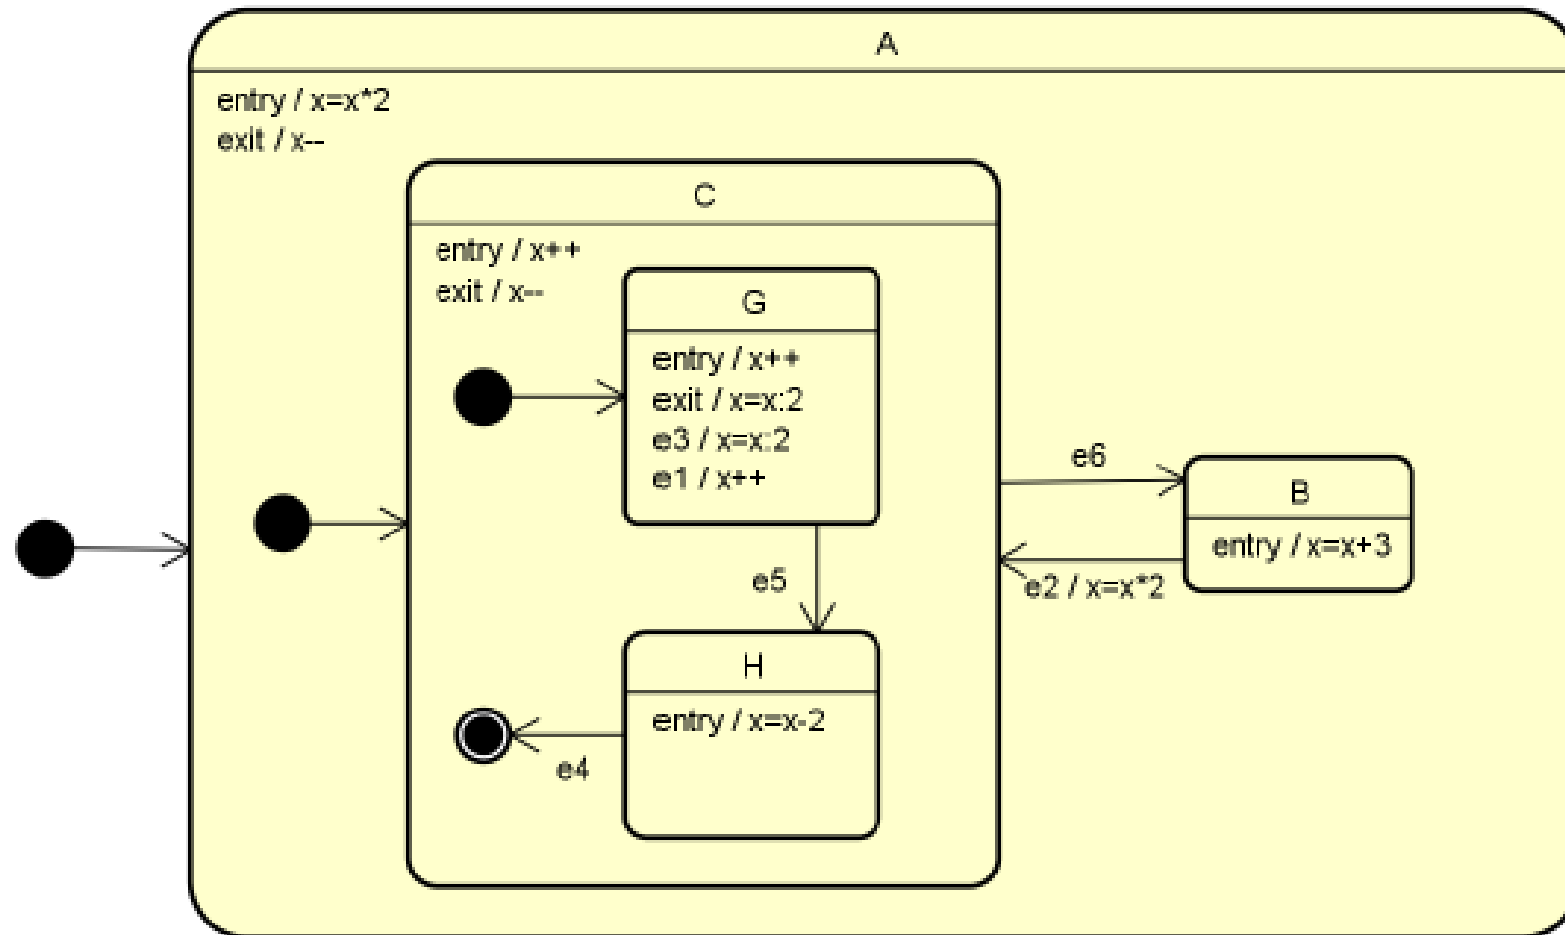 A
entry / x=x*2
exit / x--
C
entry / x++
exit / x--
G
entry / x++
exit / x=x:2
e3 / x=x:2
e1 / x++
e6
B
entry / x=x+3
e2 / x=x*2
e5
H
entry / x=x-2
e4